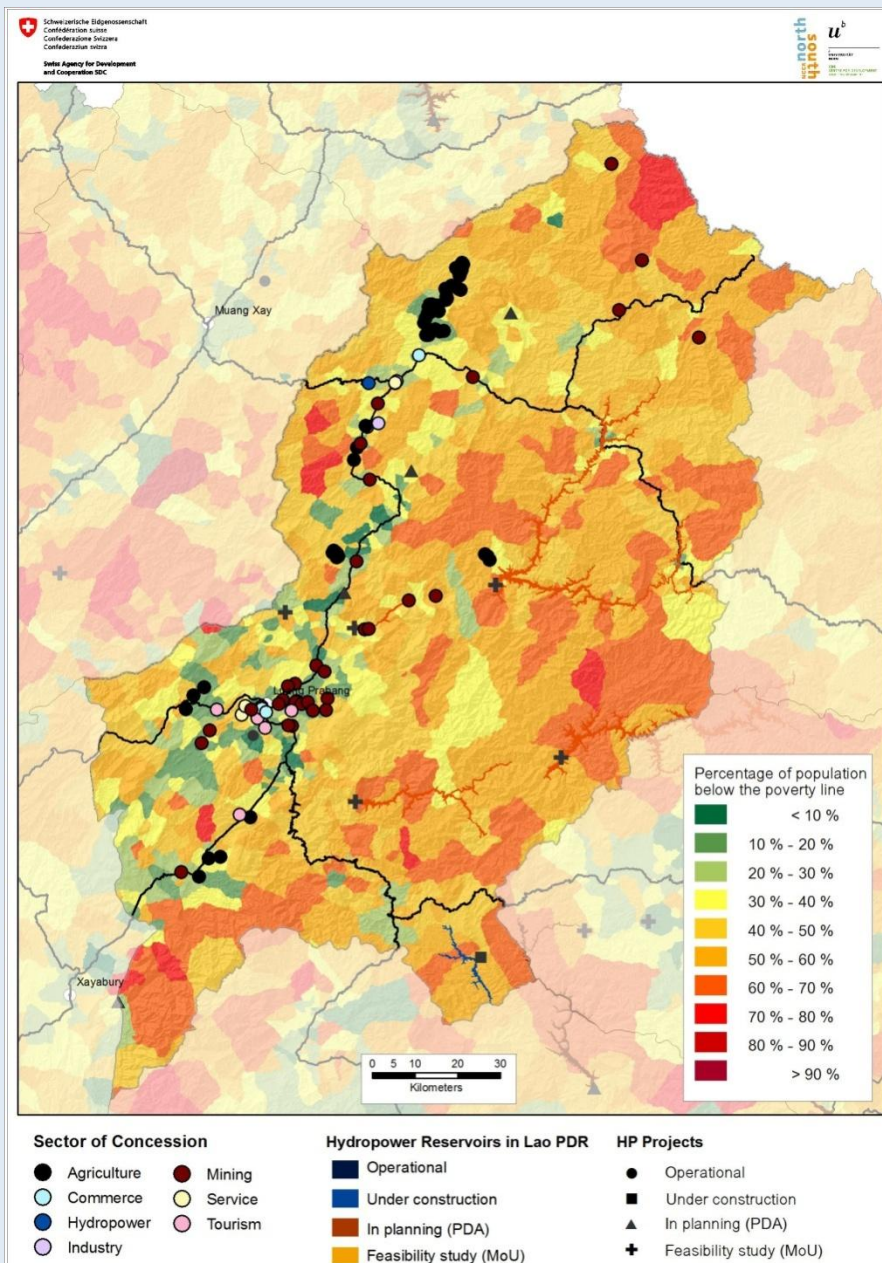 Schweizerische Eidgenossenschaft
Confédération suisse
Confederazione Svizzera
Confederaziun svizra
Swiss Agency for Development
and Cooperation SDC
north
south
u
b
Muang Xay
Luang Prabang
Xayabury
Percentage of population
below the poverty line
< 10 %
10 % - 20 %
20 % - 30 %
30 % - 40 %
40 % - 50 %
50 % - 60 %
60 % - 70 %
70 % - 80 %
80 % - 90 %
> 90 %
0 5 10 20 30
Kilometers
Sector of Concession
Agriculture
Commerce
Hydropower
Industry
Mining
Service
Tourism
Hydropower Reservoirs in Lao PDR
Operational
Under construction
In planning (PDA)
Feasibility study (MoU)
HP Projects
Operational
Under construction
In planning (PDA)
Feasibility study (MoU)